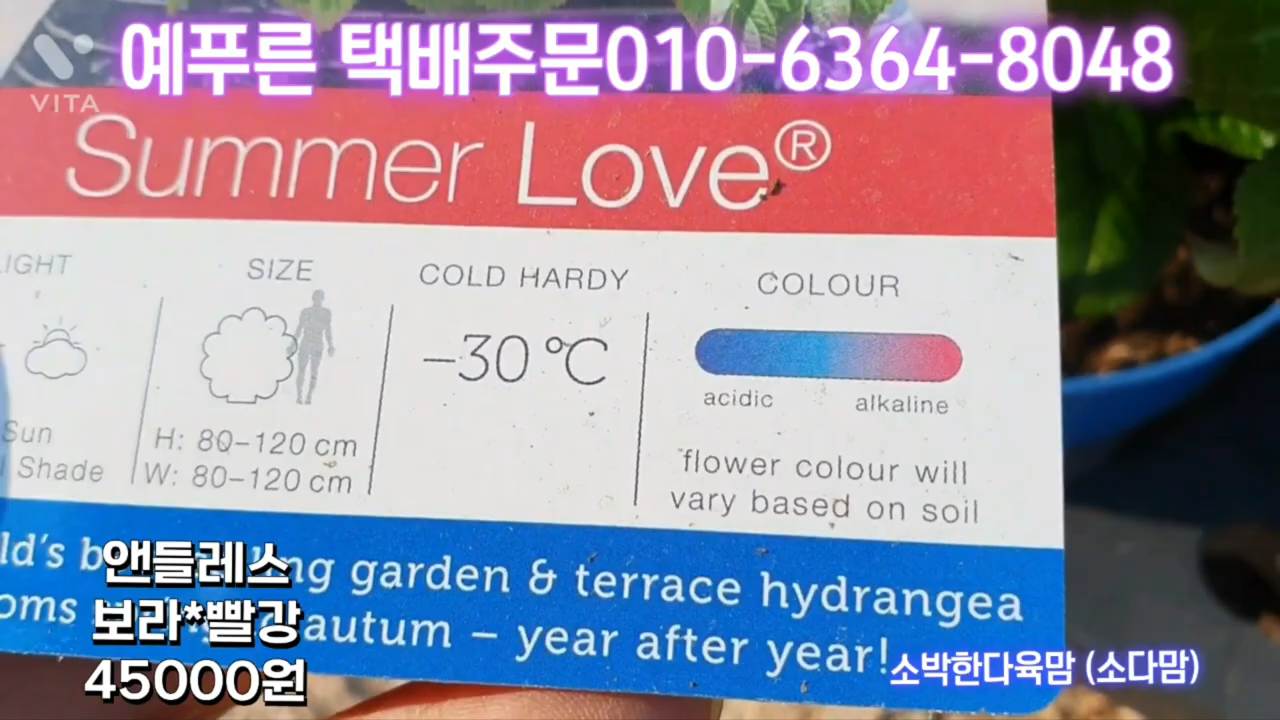 예푸른 택배주문010-6364-8048
VITA
Summer Love®
LIGHT
Sun
Shade
SIZE
H: 80–120 cm
W: 80–120 cm
COLD HARDY
–30 °C
COLOUR
acidic alkaline
flower colour will
vary based on soil
garden & terrace hydrangea
autum – year after year!
앤들레스
보라*빨강
45000원
소박한다육맘 (소다맘)